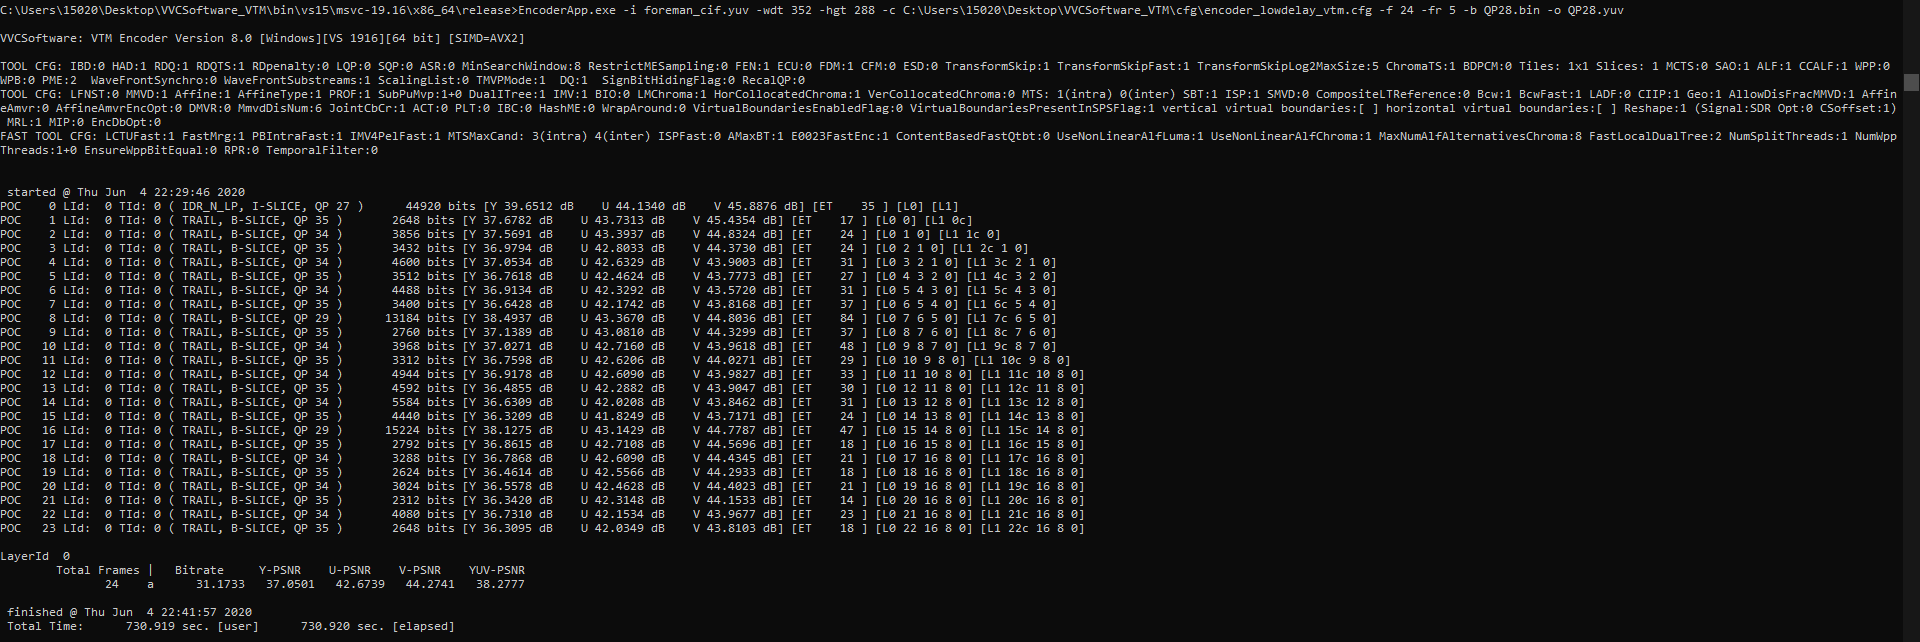 C:\Users\15020\Desktop\VVCSoftware_VTM\bin\vs15\msvc-19.16\x86_64\release>EncoderApp.exe -i foreman_cif.yuv -wdt 352 -hgt 288 -c C:\Users\15020\Desktop\VVCSoftware_VTM\cfg\encoder_lowdelay_vtm.cfg -f 24 -fr 5 -b QP28.bin -o QP28.yuv
VVCSoftware: VTM Encoder Version 8.0 [Windows][VS 1916][64 bit] [SIMD=AVX2]
TOOL CFG: IBD:0 HAD:1 RDQ:1 RDQTS:1 RDpenalty:0 LQP:0 SQP:0 ASR:0 MinSearchWindow:8 RestrictMESampling:0 FEN:1 ECU:0 FDM:1 CFM:0 ESD:0 TransformSkip:1 TransformSkipFast:1 TransformSkipLog2MaxSize:5 ChromaTS:1 BDPCM:0 Tiles: 1x1 Slices: 1 MCTS:0 SAO:1 ALF:1 CCALF:1 WPP:0
WPB:0 PME:2  WaveFrontSynchro:0 WaveFrontSubstreams:1 ScalingList:0 TMVPMode:1  DQ:1  SignBitHidingFlag:0 RecalQP:0
TOOL CFG: LFNST:0 MMVD:1 Affine:1 AffineType:1 PROF:1 SubPuMvp:1+0 DualITree:1 IMV:1 BIO:0 LMChroma:1 HorCollocatedChroma:1 VerCollocatedChroma:0 MTS: 1(intra) 0(inter) SBT:1 ISP:1 SMVD:0 CompositeLTReference:0 Bcw:1 BcwFast:1 LADF:0 CIIP:1 Geo:1 AllowDisFracMMVD:1 Affin
eAmvr:0 AffineAmvrEncOpt:0 DMVR:0 MmvdDisNum:6 JointCbCr:1 ACT:0 PLT:0 IBC:0 HashME:0 WrapAround:0 VirtualBoundariesEnabledFlag:0 VirtualBoundariesPresentInSPSFlag:1 vertical virtual boundaries:[ ] horizontal virtual boundaries:[ ] Reshape:1 (Signal:SDR Opt:0 CSoffset:1)
MRL:1 MIP:0 EncDbOpt:0
FAST TOOL CFG: LCTUFast:1 FastMrg:1 PBIntraFast:1 IMV4PelFast:1 MTSMaxCand: 3(intra) 4(inter) ISPFast:0 AMaxBT:1 E0023FastEnc:1 ContentBasedFastQtbt:0 UseNonLinearAlfLuma:1 UseNonLinearAlfChroma:1 MaxNumAlfAlternativesChroma:8 FastLocalDualTree:2 NumSplitThreads:1 NumWpp
Threads:1+0 EnsureWppBitEqual:0 RPR:0 TemporalFilter:0
started @ Thu Jun  4 22:29:46 2020
POC    0 LId:  0 TId: 0 ( IDR_N_LP, I-SLICE, QP 27 )      44920 bits [Y 39.6512 dB    U 44.1340 dB    V 45.8876 dB] [ET    35 ] [L0] [L1]
POC    1 LId:  0 TId: 0 ( TRAIL, B-SLICE, QP 35 )       2648 bits [Y 37.6782 dB    U 43.7313 dB    V 45.4354 dB] [ET    17 ] [L0 0] [L1 0c]
POC    2 LId:  0 TId: 0 ( TRAIL, B-SLICE, QP 34 )       3856 bits [Y 37.5691 dB    U 43.3937 dB    V 44.8324 dB] [ET    24 ] [L0 1 0] [L1 1c 0]
POC    3 LId:  0 TId: 0 ( TRAIL, B-SLICE, QP 35 )       3432 bits [Y 36.9794 dB    U 42.8033 dB    V 44.3730 dB] [ET    24 ] [L0 2 1 0] [L1 2c 1 0]
POC    4 LId:  0 TId: 0 ( TRAIL, B-SLICE, QP 34 )       4600 bits [Y 37.0534 dB    U 42.6329 dB    V 43.9003 dB] [ET    31 ] [L0 3 2 1 0] [L1 3c 2 1 0]
POC    5 LId:  0 TId: 0 ( TRAIL, B-SLICE, QP 35 )       3512 bits [Y 36.7618 dB    U 42.4624 dB    V 43.7773 dB] [ET    27 ] [L0 4 3 2 0] [L1 4c 3 2 0]
POC    6 LId:  0 TId: 0 ( TRAIL, B-SLICE, QP 34 )       4488 bits [Y 36.9134 dB    U 42.3292 dB    V 43.5720 dB] [ET    31 ] [L0 5 4 3 0] [L1 5c 4 3 0]
POC    7 LId:  0 TId: 0 ( TRAIL, B-SLICE, QP 35 )       3400 bits [Y 36.6428 dB    U 42.1742 dB    V 43.8168 dB] [ET    37 ] [L0 6 5 4 0] [L1 6c 5 4 0]
POC    8 LId:  0 TId: 0 ( TRAIL, B-SLICE, QP 29 )      13184 bits [Y 38.4937 dB    U 43.3670 dB    V 44.8036 dB] [ET    84 ] [L0 7 6 5 0] [L1 7c 6 5 0]
POC    9 LId:  0 TId: 0 ( TRAIL, B-SLICE, QP 35 )       2760 bits [Y 37.1389 dB    U 43.0810 dB    V 44.3299 dB] [ET    37 ] [L0 8 7 6 0] [L1 8c 7 6 0]
POC   10 LId:  0 TId: 0 ( TRAIL, B-SLICE, QP 34 )       3968 bits [Y 37.0271 dB    U 42.7160 dB    V 43.9618 dB] [ET    48 ] [L0 9 8 7 0] [L1 9c 8 7 0]
POC   11 LId:  0 TId: 0 ( TRAIL, B-SLICE, QP 35 )       3312 bits [Y 36.7598 dB    U 42.6206 dB    V 44.0271 dB] [ET    29 ] [L0 10 9 8 0] [L1 10c 9 8 0]
POC   12 LId:  0 TId: 0 ( TRAIL, B-SLICE, QP 34 )       4944 bits [Y 36.9178 dB    U 42.6090 dB    V 43.9827 dB] [ET    33 ] [L0 11 10 8 0] [L1 11c 10 8 0]
POC   13 LId:  0 TId: 0 ( TRAIL, B-SLICE, QP 35 )       4592 bits [Y 36.4855 dB    U 42.2882 dB    V 43.9047 dB] [ET    30 ] [L0 12 11 8 0] [L1 12c 11 8 0]
POC   14 LId:  0 TId: 0 ( TRAIL, B-SLICE, QP 34 )       5584 bits [Y 36.6309 dB    U 42.0208 dB    V 43.8462 dB] [ET    31 ] [L0 13 12 8 0] [L1 13c 12 8 0]
POC   15 LId:  0 TId: 0 ( TRAIL, B-SLICE, QP 35 )       4440 bits [Y 36.3209 dB    U 41.8249 dB    V 43.7171 dB] [ET    24 ] [L0 14 13 8 0] [L1 14c 13 8 0]
POC   16 LId:  0 TId: 0 ( TRAIL, B-SLICE, QP 29 )      15224 bits [Y 38.1275 dB    U 43.1429 dB    V 44.7787 dB] [ET    47 ] [L0 15 14 8 0] [L1 15c 14 8 0]
POC   17 LId:  0 TId: 0 ( TRAIL, B-SLICE, QP 35 )       2792 bits [Y 36.8615 dB    U 42.7108 dB    V 44.5696 dB] [ET    18 ] [L0 16 15 8 0] [L1 16c 15 8 0]
POC   18 LId:  0 TId: 0 ( TRAIL, B-SLICE, QP 34 )       3288 bits [Y 36.7868 dB    U 42.6090 dB    V 44.4345 dB] [ET    21 ] [L0 17 16 8 0] [L1 17c 16 8 0]
POC   19 LId:  0 TId: 0 ( TRAIL, B-SLICE, QP 35 )       2624 bits [Y 36.4614 dB    U 42.5566 dB    V 44.2933 dB] [ET    18 ] [L0 18 16 8 0] [L1 18c 16 8 0]
POC   20 LId:  0 TId: 0 ( TRAIL, B-SLICE, QP 34 )       3024 bits [Y 36.5578 dB    U 42.4628 dB    V 44.4023 dB] [ET    21 ] [L0 19 16 8 0] [L1 19c 16 8 0]
POC   21 LId:  0 TId: 0 ( TRAIL, B-SLICE, QP 35 )       2312 bits [Y 36.3420 dB    U 42.3148 dB    V 44.1533 dB] [ET    14 ] [L0 20 16 8 0] [L1 20c 16 8 0]
POC   22 LId:  0 TId: 0 ( TRAIL, B-SLICE, QP 34 )       4080 bits [Y 36.7310 dB    U 42.1534 dB    V 43.9677 dB] [ET    23 ] [L0 21 16 8 0] [L1 21c 16 8 0]
POC   23 LId:  0 TId: 0 ( TRAIL, B-SLICE, QP 35 )       2648 bits [Y 36.3095 dB    U 42.0349 dB    V 43.8103 dB] [ET    18 ] [L0 22 16 8 0] [L1 22c 16 8 0]
LayerId  0
Total Frames |   Bitrate     Y-PSNR    U-PSNR    V-PSNR    YUV-PSNR
24    a      31.1733   37.0501   42.6739   44.2741   38.2777
finished @ Thu Jun  4 22:41:57 2020
Total Time:      730.919 sec. [user]      730.920 sec. [elapsed]